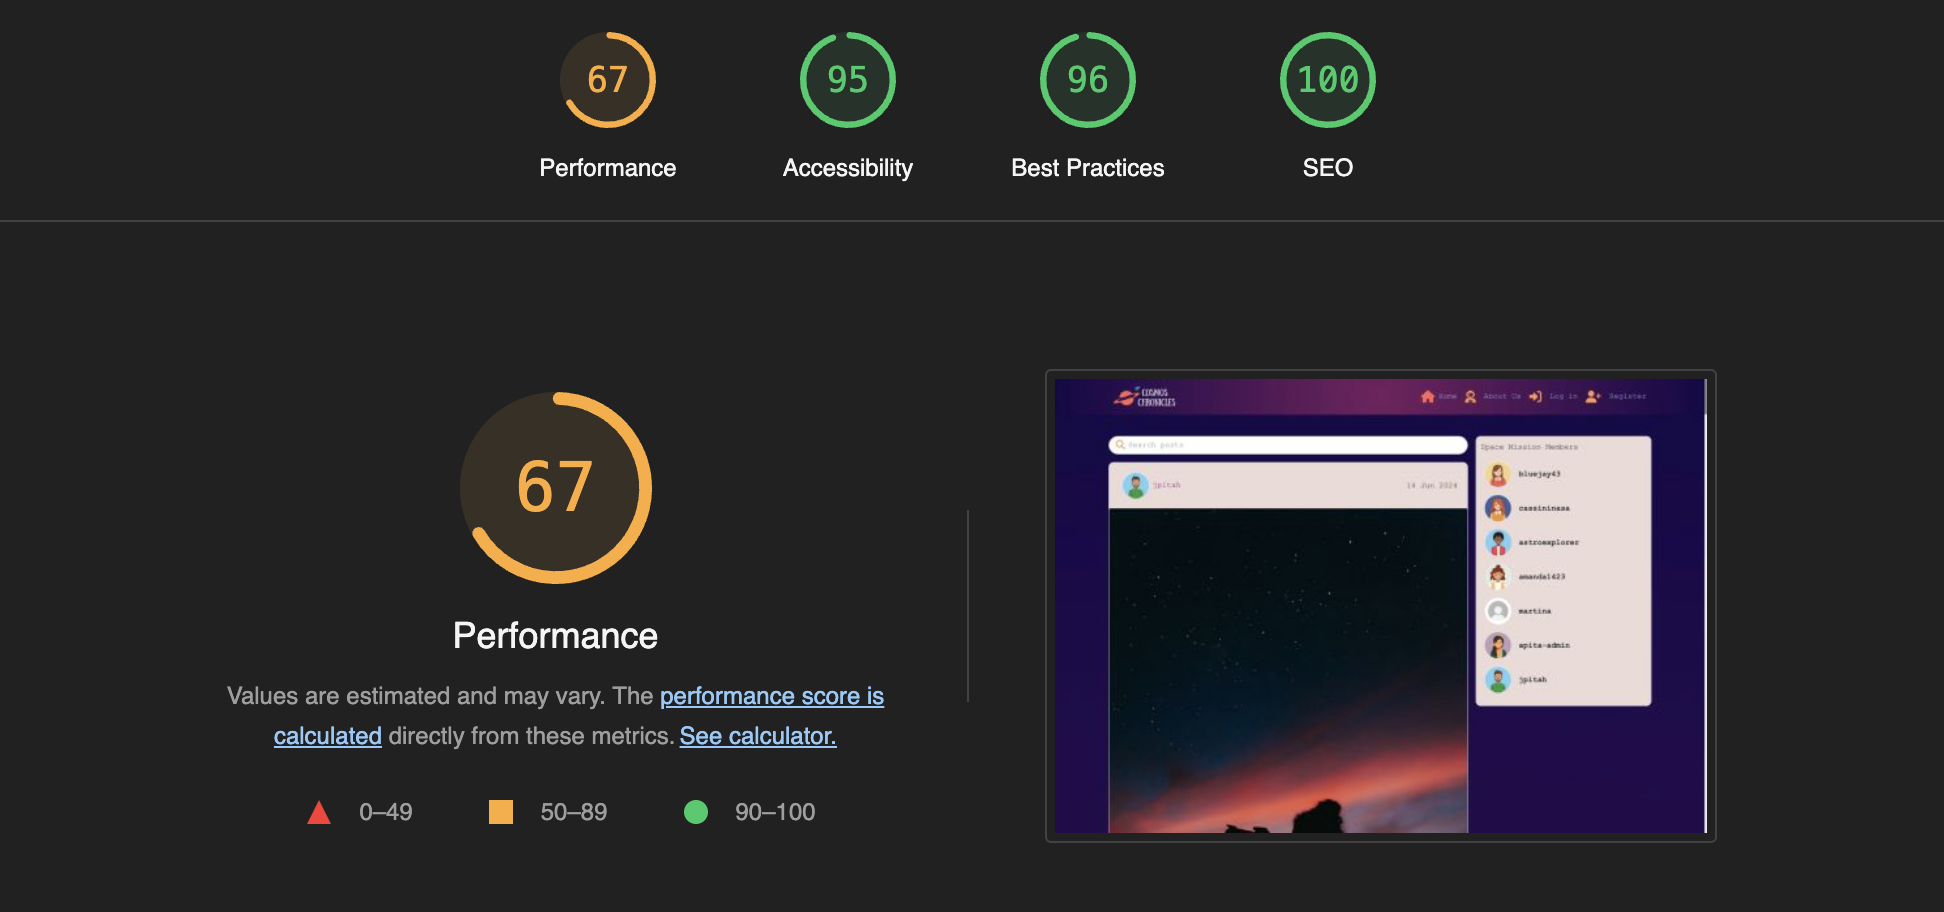 67
95
96
100
Performance
Accessibility
Best Practices
SEO
67
Performance
Values are estimated and may vary. The performance score is
calculated directly from these metrics. See calculator.
0–49
50–89
90–100
COSMOS
CHRONICLES
Home
About Us
Log in
Register
Search posts
jpitah
14 Jun 2024
Space Mission Members
bluejay43
cassininasa
astroexplorer
amanda1423
martina
apita-admin
jpitah